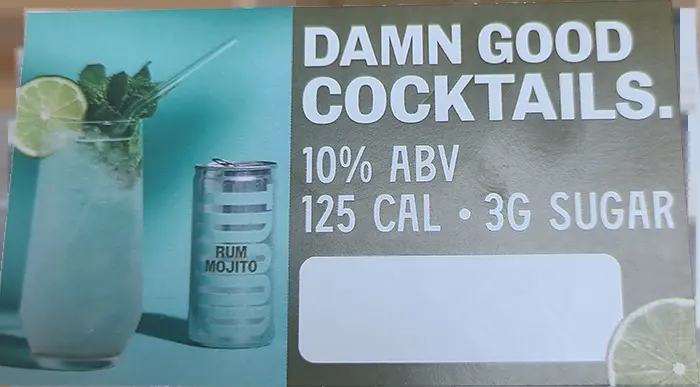 DAMN GOOD
COCKTAILS.
10% ABV
125 CAL • 3G SUGAR
RUM
MOJITO